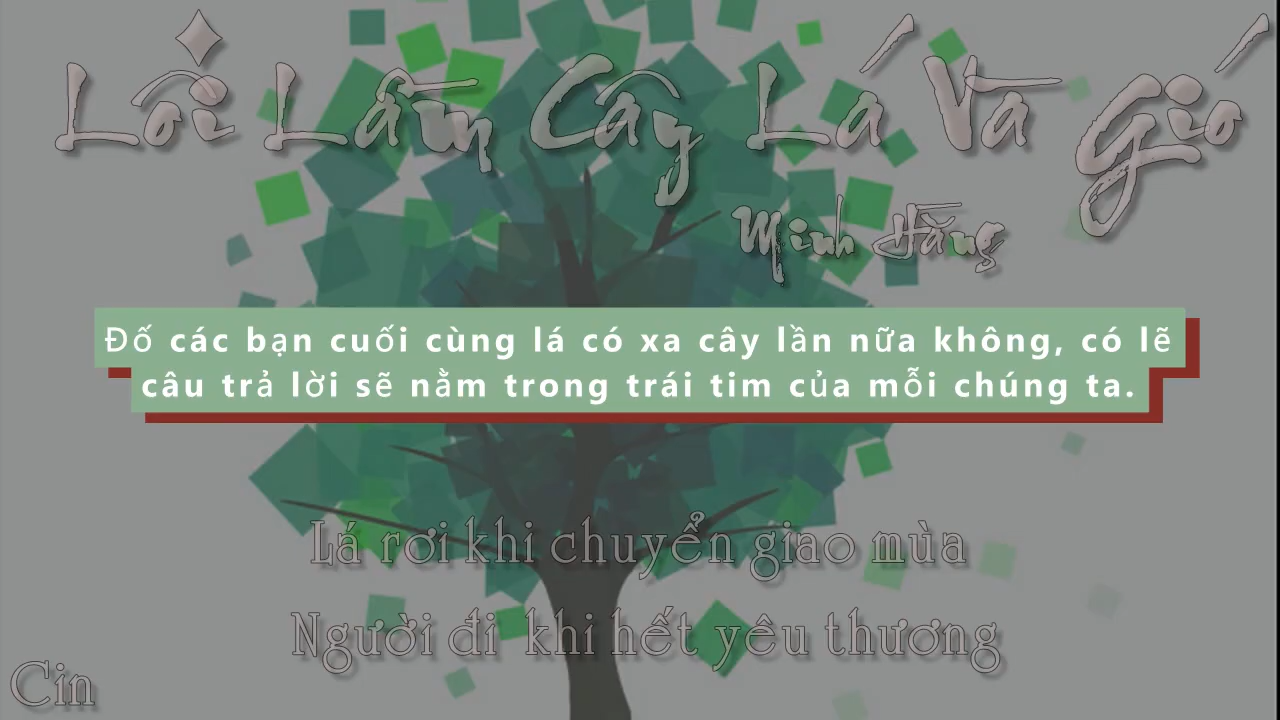 Lỗi Lầm Cây Lá Và Gió
Minh Hằng
Đố các bạn cuối cùng lá có xa cây lần nữa không, có lẽ
câu trả lời sẽ nằm trong trái tim của mỗi chúng ta.
Lá rơi khi chuyển giao mùa
Người đi khi hết yêu thương
Cin